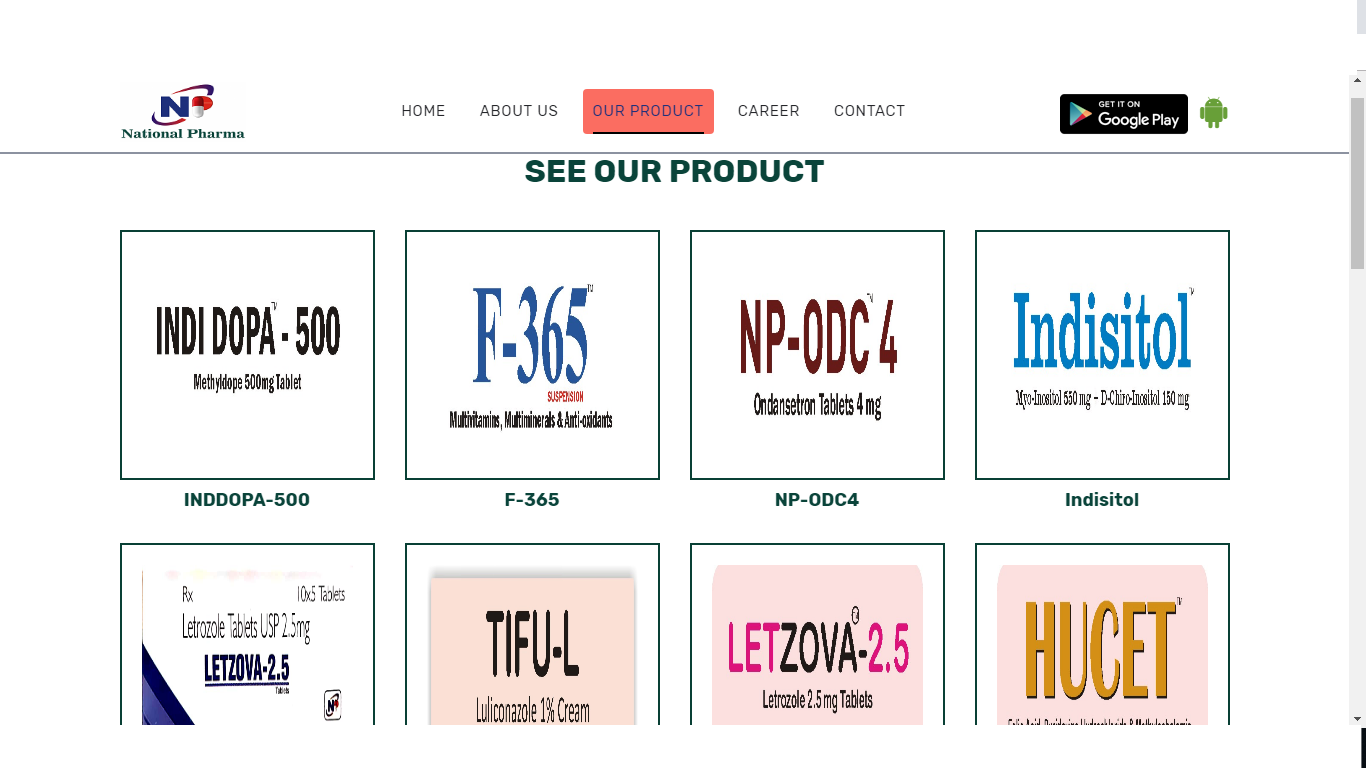 National Pharma
HOME
ABOUT US
OUR PRODUCT
CAREER
CONTACT
GET IT ON
Google Play
SEE OUR PRODUCT
INDI DOPA™ - 500
Methyldope 500mg Tablet
F-365™
SUSPENSION
Multivitamins, Multiminerals & Anti-oxidants
NP-ODC™ 4
Ondansetron Tablets 4 mg
Indisitol™
Myo-Inositol 550 mg – D-Chiro-Inositol 150 mg
INDDOPA-500
F-365
NP-ODC4
Indisitol
Rx
10x5 Tablets
Letrozole Tablets USP 2.5mg
LETZOVA-2.5
Tablets
NP
TIFU-L
Luliconazole 1% Cream
LETZOVA-2.5
Letrozole 2.5 mg Tablets
HUCET™